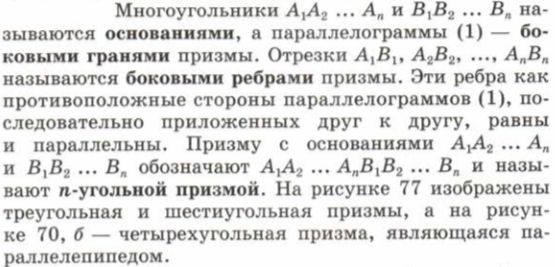 Многоугольники A₁A₂ ... Aₙ и B₁B₂ ... Bₙ на-
зываются основаниями, а параллелограммы (1) — бо-
ковыми гранями призмы. Отрезки A₁B₁, A₂B₂, ..., AₙBₙ
называются боковыми ребрами призмы. Эти ребра как
противоположные стороны параллелограммов (1), по-
следовательно приложенных друг к другу, равны
и параллельны. Призму с основаниями A₁A₂ ... Aₙ
и B₁B₂ ... Bₙ обозначают A₁A₂ ... AₙB₁B₂ ... Bₙ и назы-
вают n-угольной призмой. На рисунке 77 изображены
треугольная и шестиугольная призмы, а на рисун-
ке 70, б — четырехугольная призма, являющаяся па-
раллелепипедом.